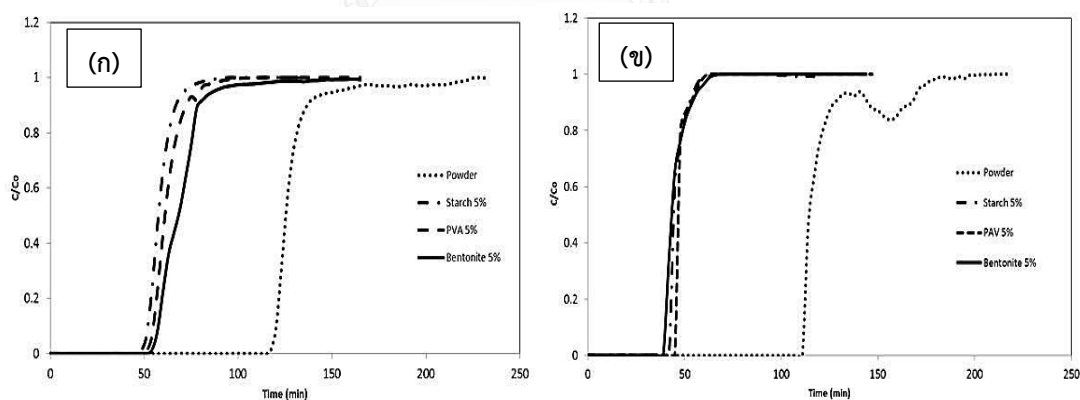 (ก)
1.2
1
0.8
0.6
0.4
0.2
0
C/Co
0
50
100
150
200
250
Time (min)
Powder
Starch 5%
PVA 5%
Bentonite 5%
(ข)
1.2
1
0.8
0.6
0.4
0.2
0
C/Co
0
50
100
150
200
250
Time (min)
Powder
Starch 5%
PAV 5%
Bentonite 5%